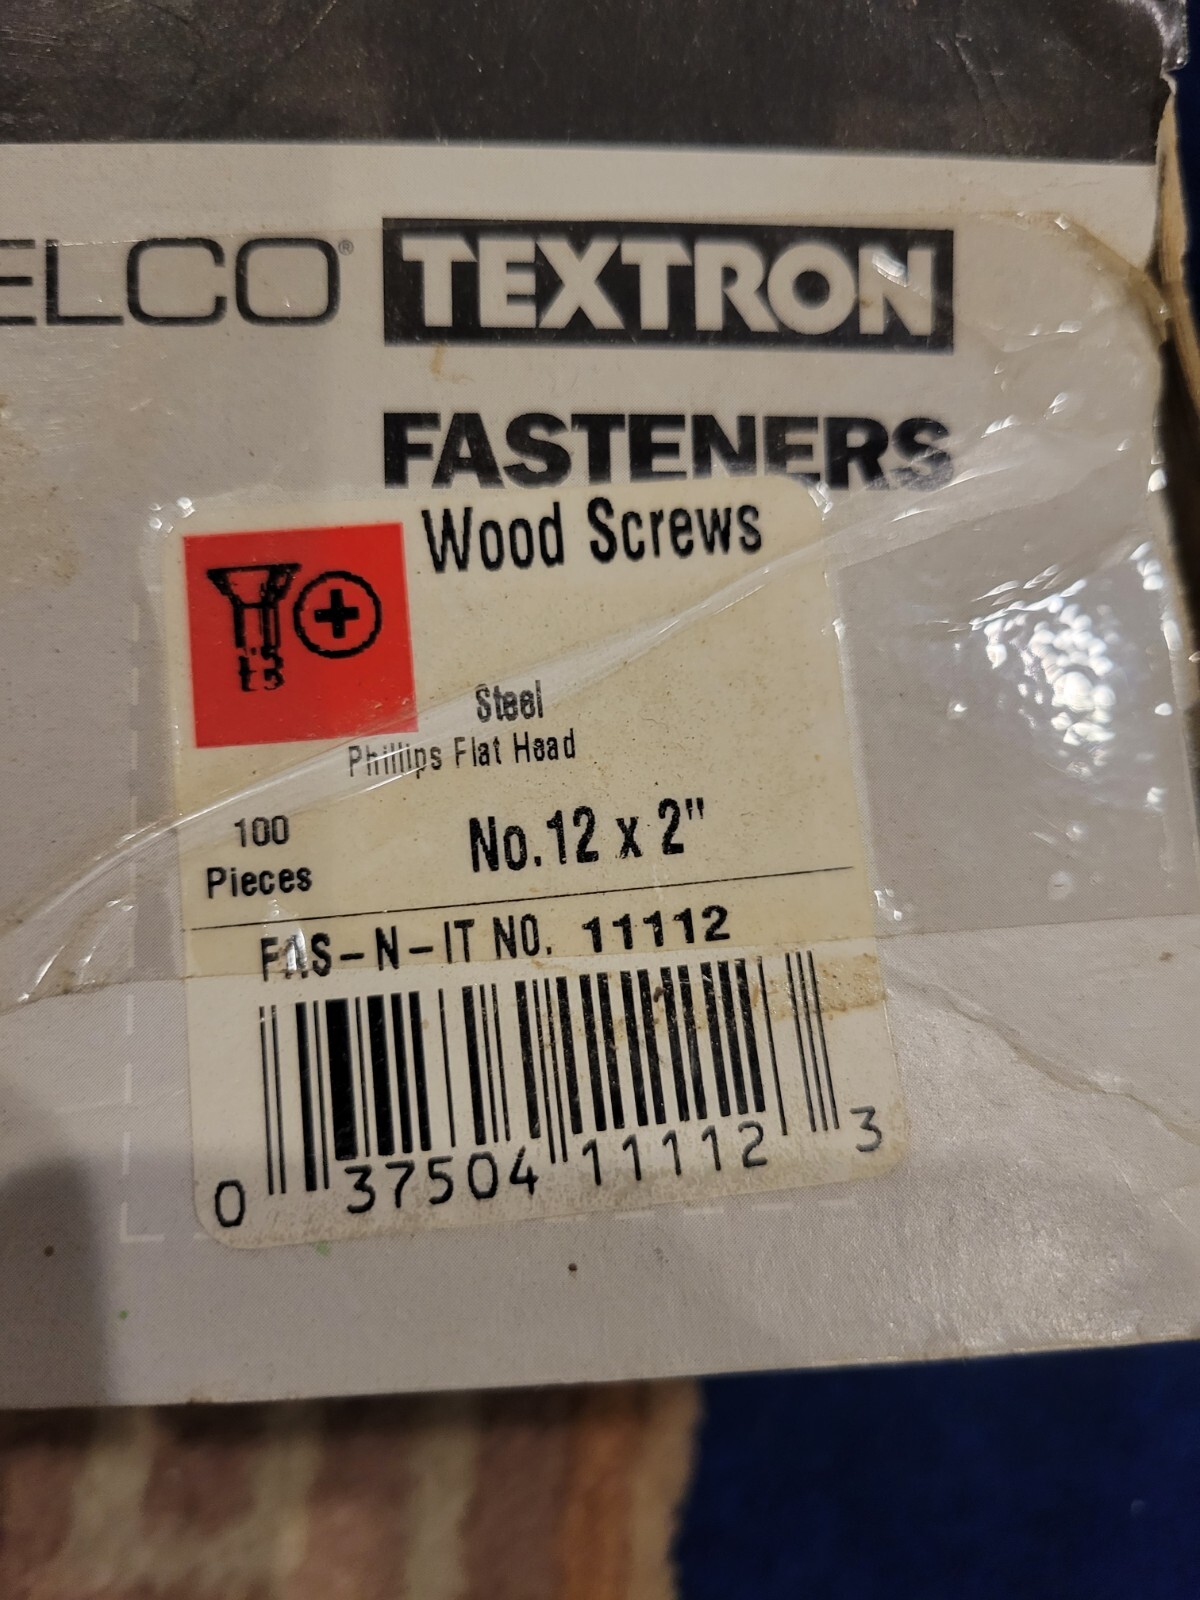 ELCO® TEXTRON
FASTENERS
Wood Screws
Steel
Phillips Flat Head
100
Pieces
No.12 x 2"
FAS-N-IT NO. 11112
0 37504 11112 3